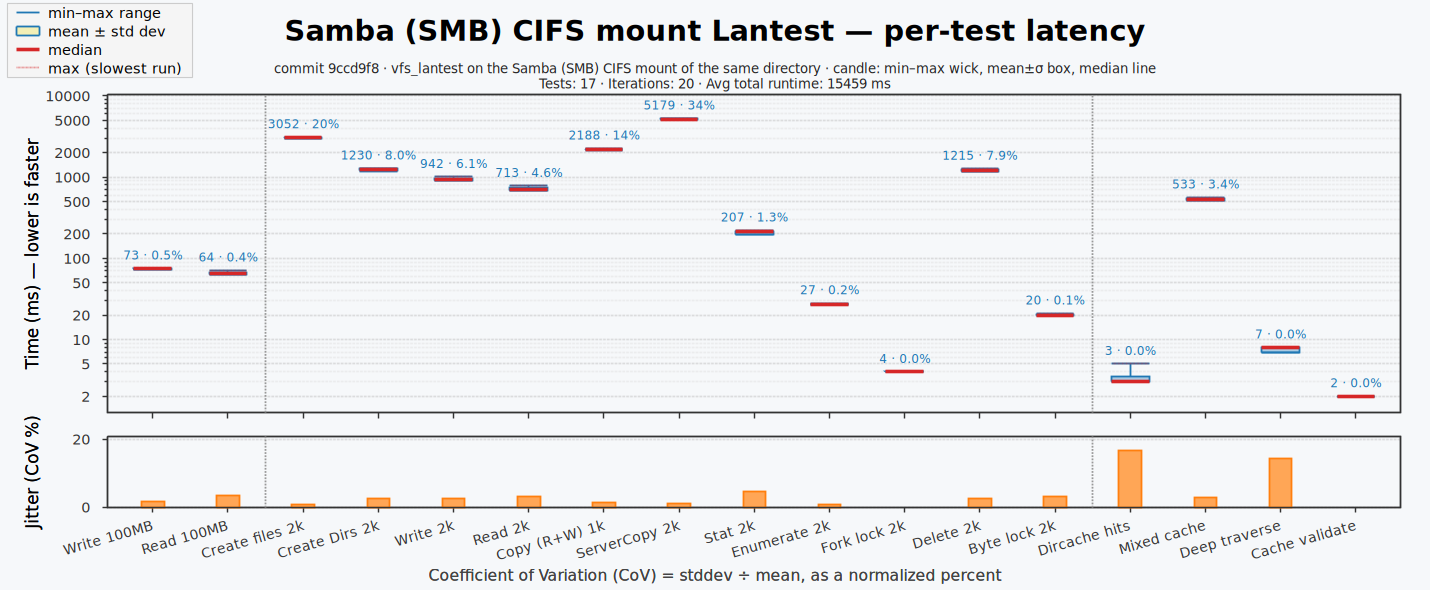 min–max range
mean ± std dev
median
max (slowest run)
Samba (SMB) CIFS mount Lantest — per-test latency
commit 9ccd9f8 · vfs_lantest on the Samba (SMB) CIFS mount of the same directory · candle: min–max wick, mean±σ box, median line
Tests: 17 · Iterations: 20 · Avg total runtime: 15459 ms
Time (ms) — lower is faster
10000
5000
2000
1000
500
200
100
50
20
10
5
2
73 · 0.5%
64 · 0.4%
3052 · 20%
1230 · 8.0%
942 · 6.1%
713 · 4.6%
2188 · 14%
5179 · 34%
207 · 1.3%
27 · 0.2%
4 · 0.0%
1215 · 7.9%
20 · 0.1%
3 · 0.0%
533 · 3.4%
7 · 0.0%
2 · 0.0%
Jitter (CoV %)
20
0
Write 100MB
Read 100MB
Create files 2k
Create Dirs 2k
Write 2k
Read 2k
Copy (R+W) 1k
ServerCopy 2k
Stat 2k
Enumerate 2k
Fork lock 2k
Delete 2k
Byte lock 2k
Dircache hits
Mixed cache
Deep traverse
Cache validate
Coefficient of Variation (CoV) = stddev ÷ mean, as a normalized percent